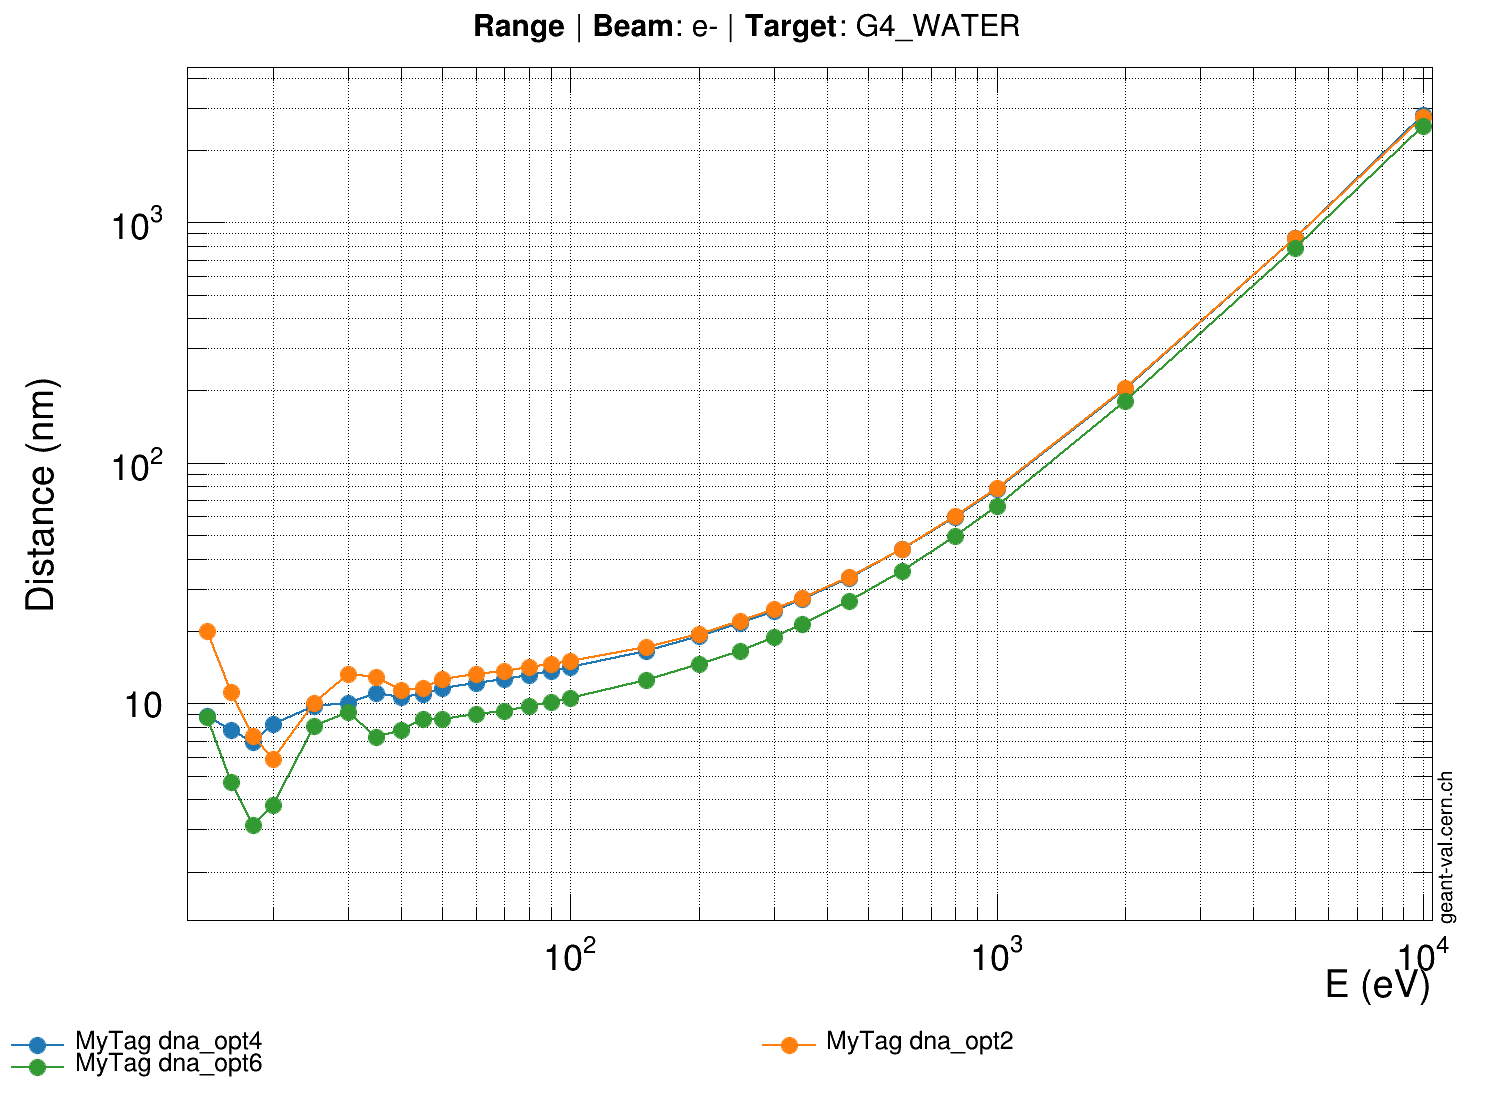 Range | Beam: e- | Target: G4_WATER
Distance (nm)
10³
10²
10
10²
10³
10⁴
E (eV)
geant-val.cern.ch
MyTag dna_opt4
MyTag dna_opt2
MyTag dna_opt6